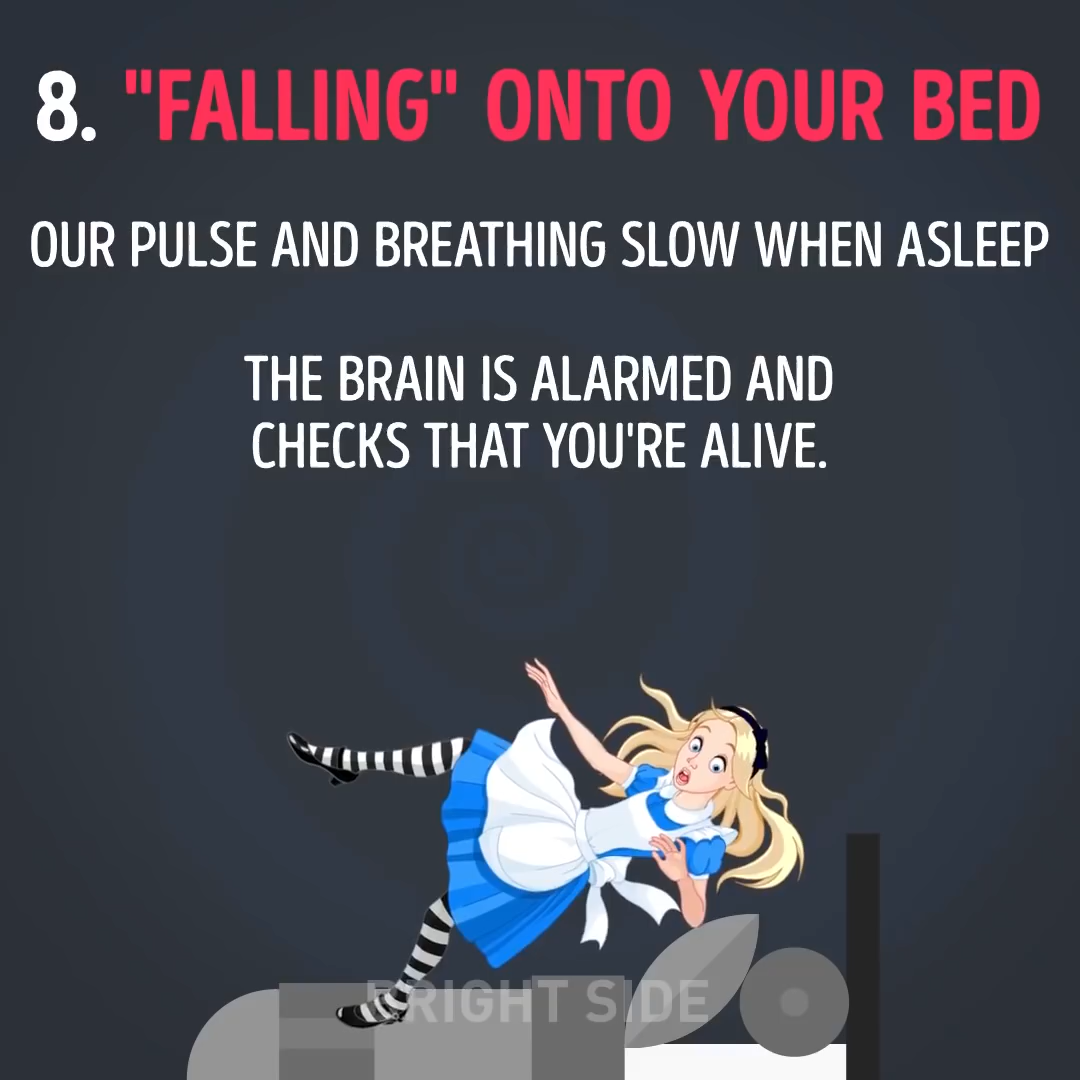 8. "FALLING" ONTO YOUR BED
OUR PULSE AND BREATHING SLOW WHEN ASLEEP
THE BRAIN IS ALARMED AND
CHECKS THAT YOU'RE ALIVE.
BRIGHT SIDE